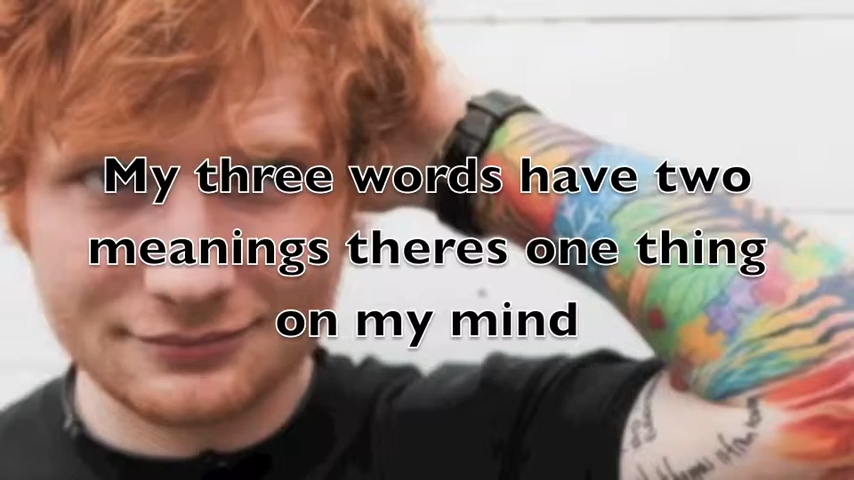 My three words have two
meanings theres one thing
on my mind